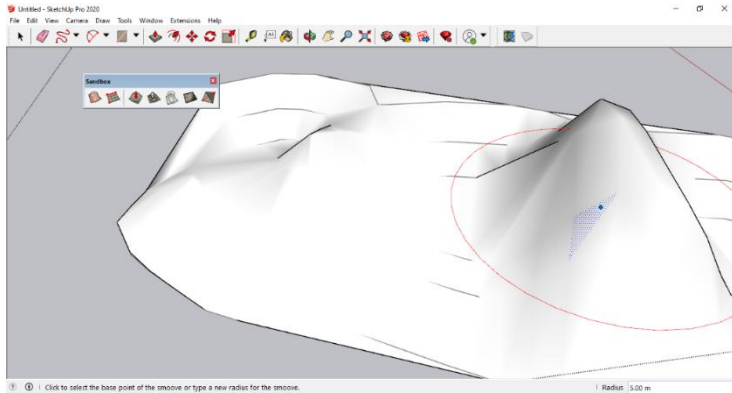 Untitled - SketchUp Pro 2020
File Edit View Camera Draw Tools Window Extensions Help
Sandbox
Click to select the base point of the smoove or type a new radius for the smoove.
Radius 5.00 m